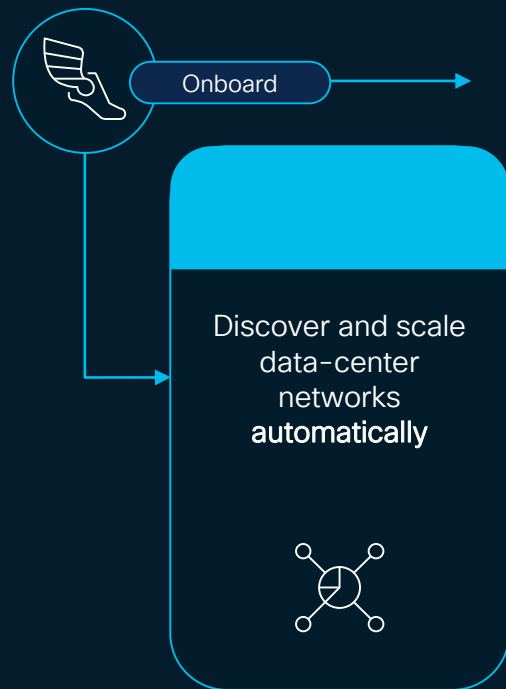 Onboard
Discover and scale
data-center
networks
automatically